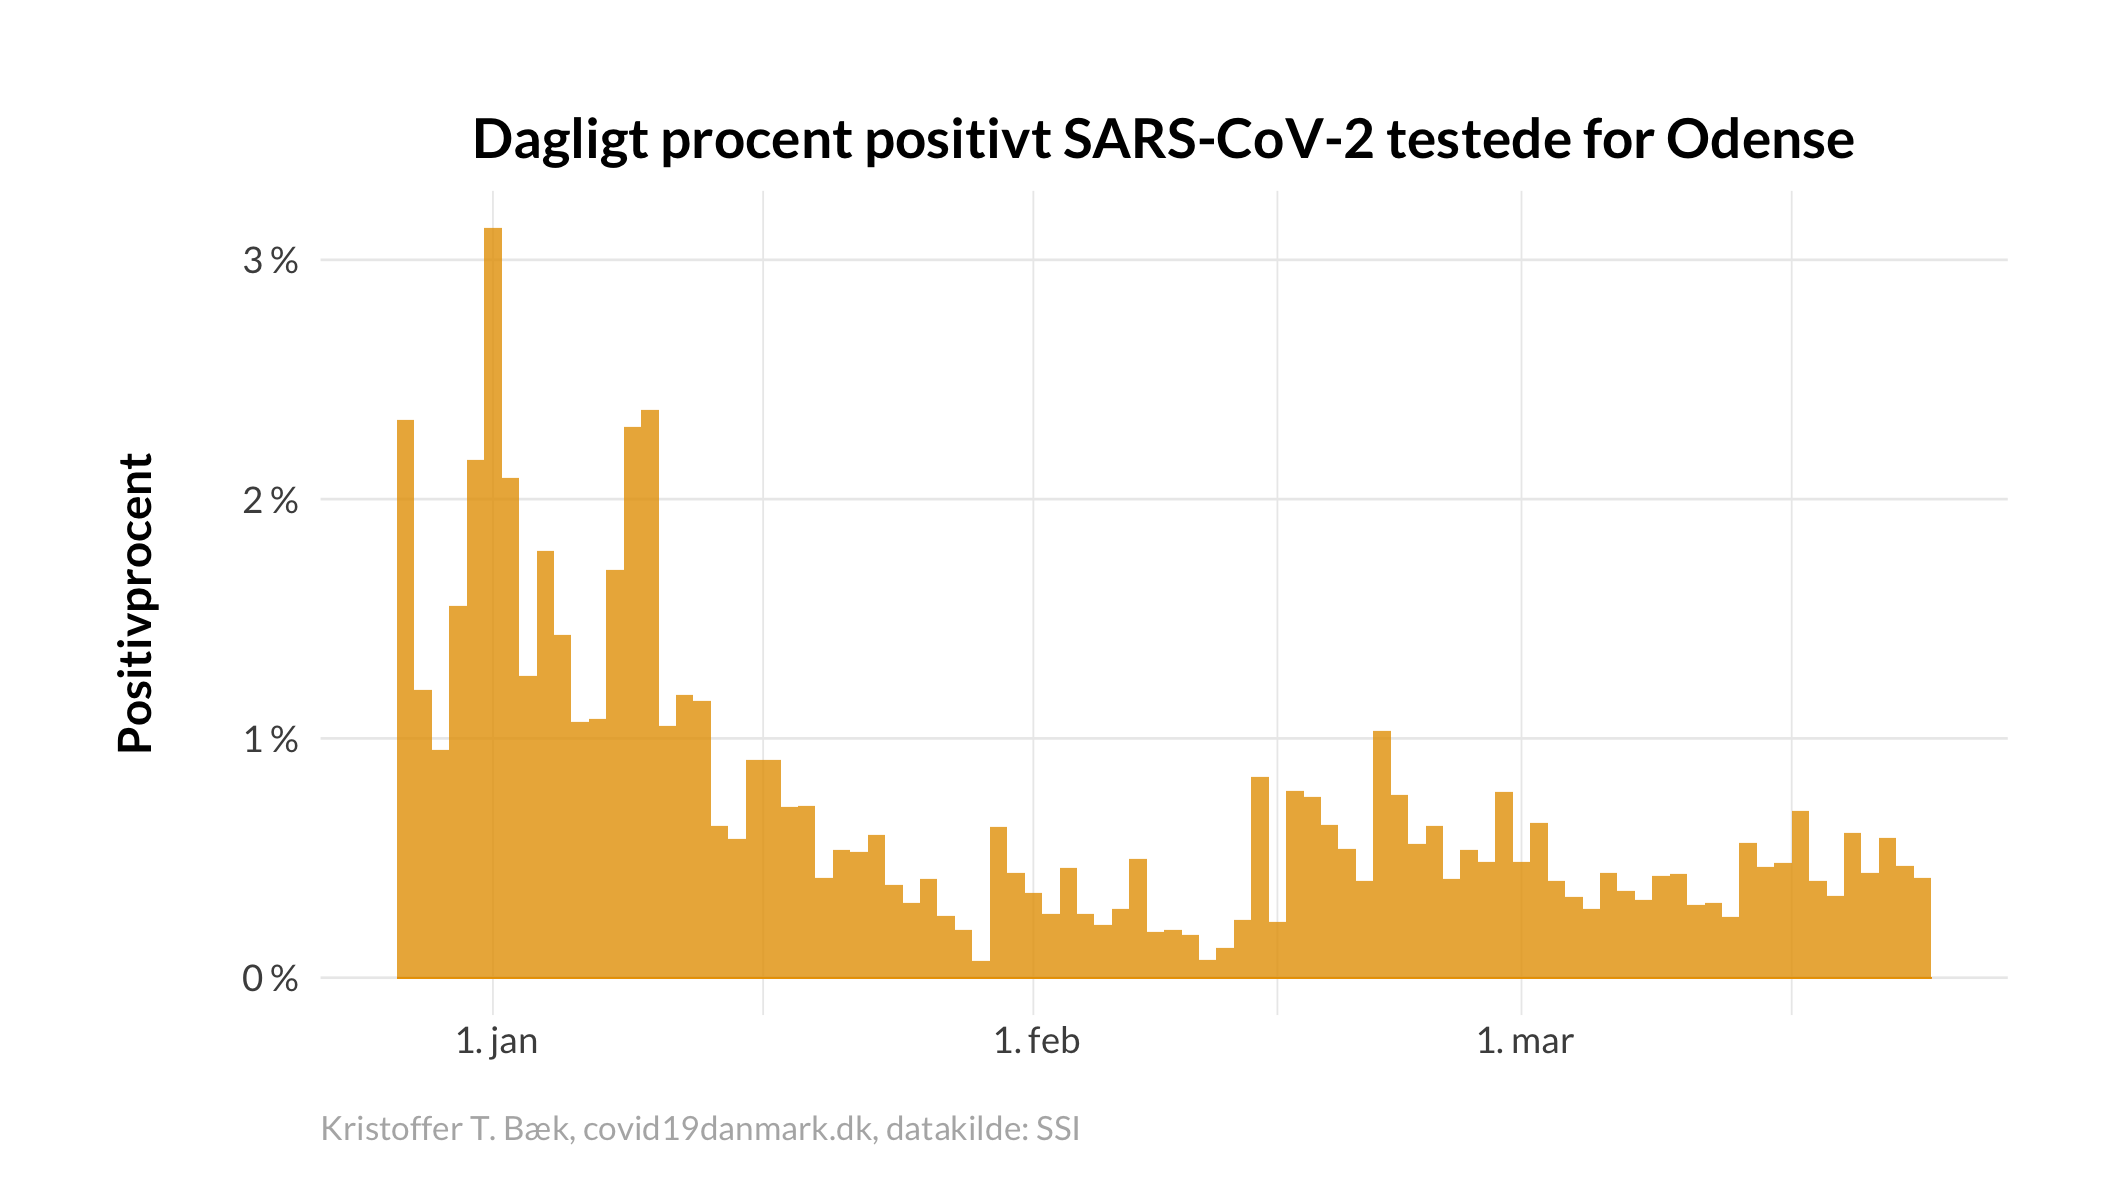 Dagligt procent positivt SARS-CoV-2 testede for Odense
Positivprocent
3 %
2 %
1 %
0 %
1. jan
1. feb
1. mar
Kristoffer T. Bæk, covid19danmark.dk, datakilde: SSI